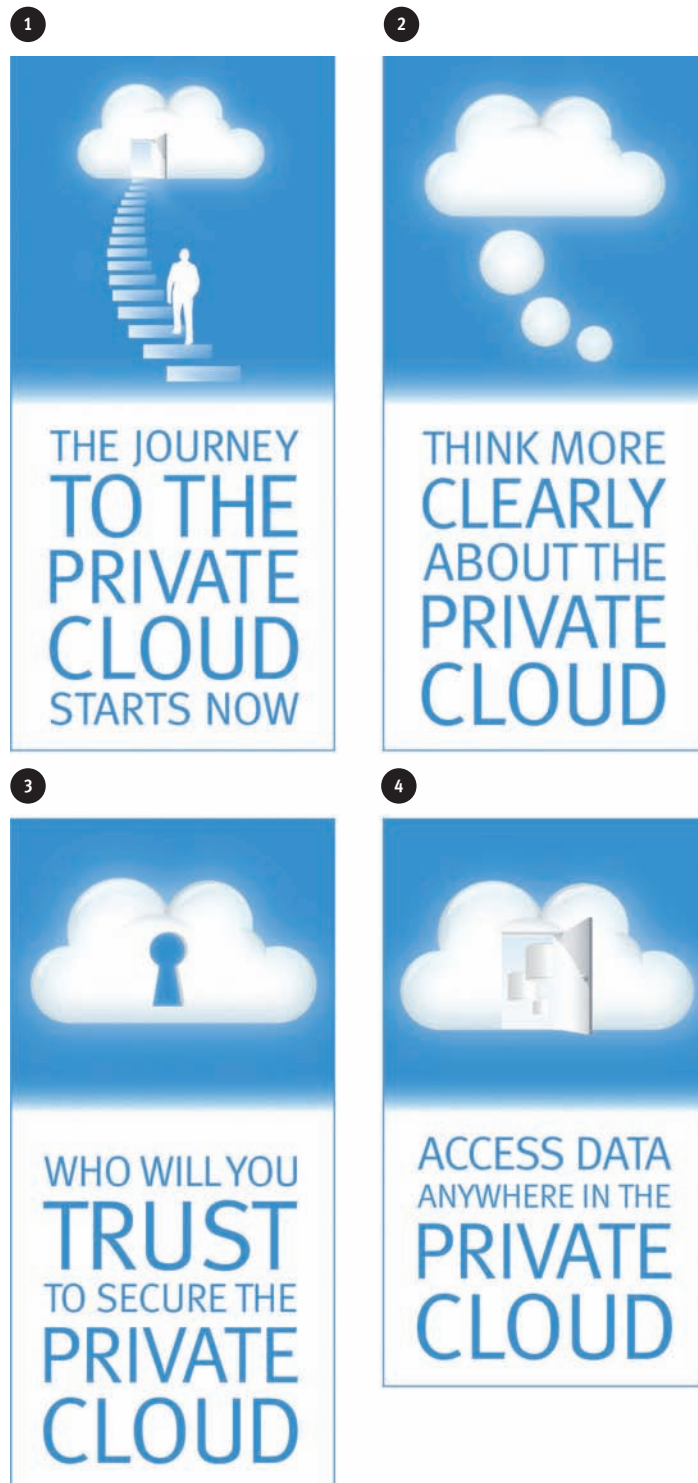 1
THE JOURNEY
TO THE
PRIVATE
CLOUD
STARTS NOW
2
THINK MORE
CLEARLY
ABOUT THE
PRIVATE
CLOUD
3
WHO WILL YOU
TRUST
TO SECURE THE
PRIVATE
CLOUD
4
ACCESS DATA
ANYWHERE IN THE
PRIVATE
CLOUD